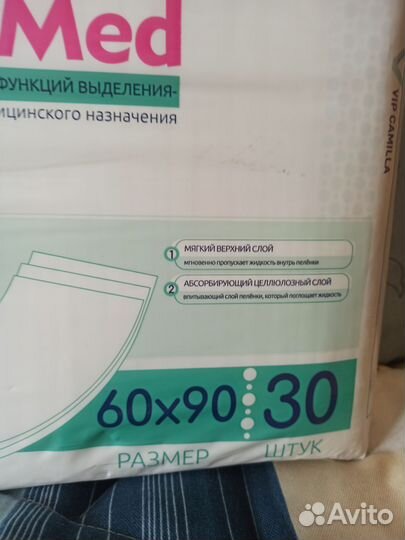 Med
ФУНКЦИЙ ВЫДЕЛЕНИЯ-
ицинского назначения
VIP CAMILLA
1 МЯГКИЙ ВЕРХНИЙ СЛОЙ
мгновенно пропускает жидкость внутрь пелёнки
2 АБСОРБИРУЮЩИЙ ЦЕЛЛЮЛОЗНЫЙ СЛОЙ
впитывающий слой пелёнки, который поглощает жидкость
60x90 30
РАЗМЕР ШТУК
Avito